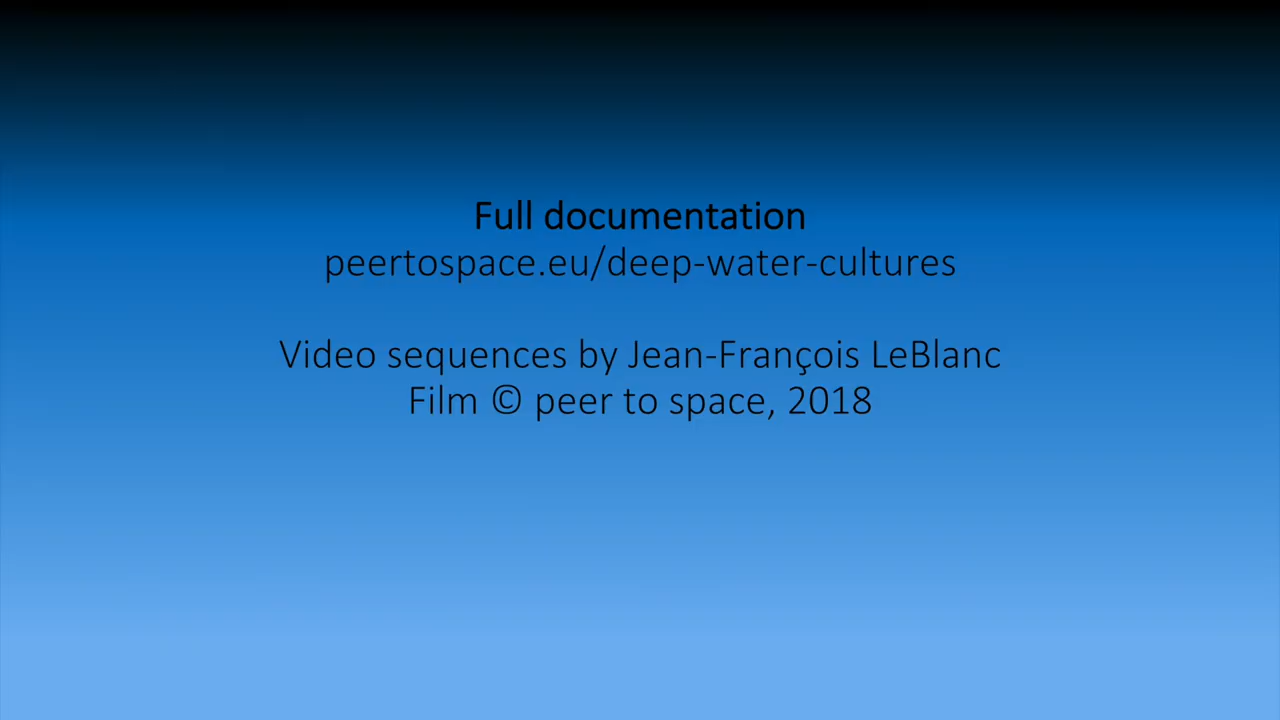 Full documentation
peertospace.eu/deep-water-cultures
Video sequences by Jean-François LeBlanc
Film © peer to space, 2018